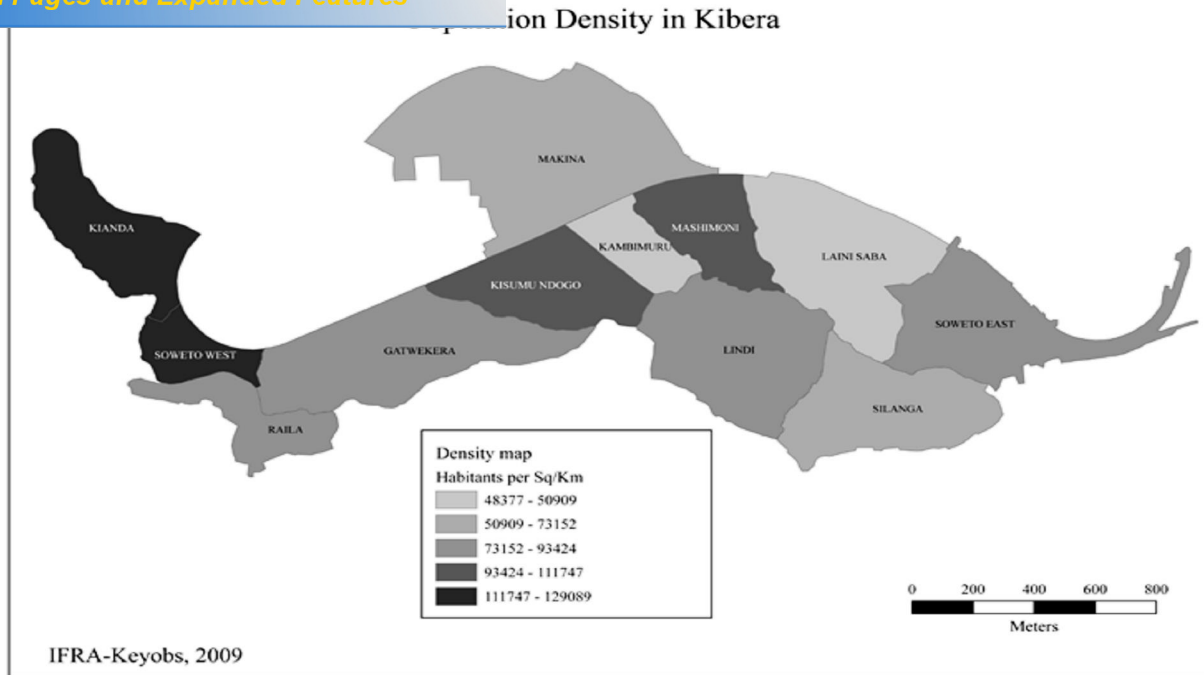 Pages and Expanded Features
ion Density in Kibera
MAKINA
KIANDA
MASHIMONI
KAMBIMURU
LAINI SABA
KISUMU NDOGO
SOWETO EAST
GATWEKERA
LINDI
SOWETO WEST
SILANGA
RAILA
Density map
Habitants per Sq/Km
48377 - 50909
50909 - 73152
73152 - 93424
93424 - 111747
111747 - 129089
0 200 400 600 800
Meters
IFRA-Keyobs, 2009